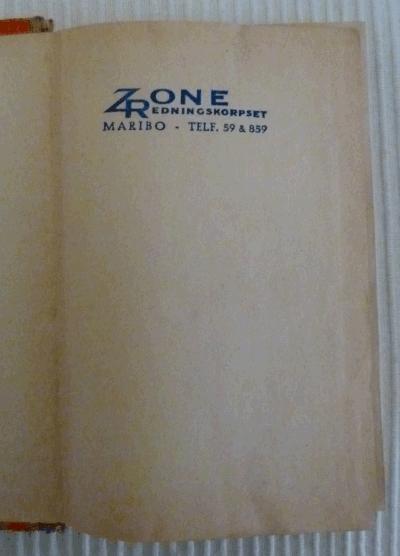 ZONE
REDNINGSKORPSET
MARIBO - TELF. 59 & 859